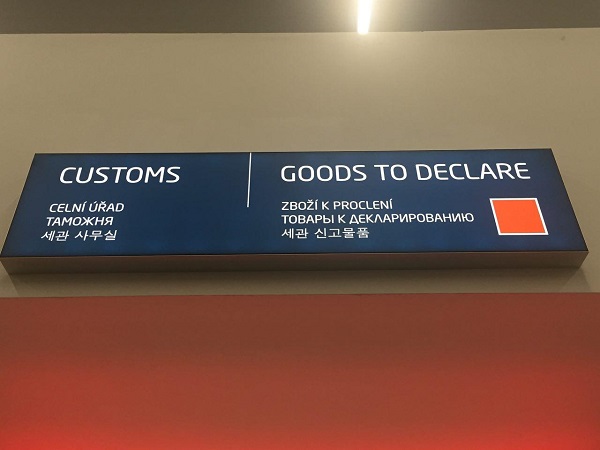 CUSTOMS
CELNÍ ÚŘAD
ТАМОЖНЯ
세관 사무실
GOODS TO DECLARE
ZBOŽÍ K PROCLENÍ
ТОВАРЫ К ДЕКЛАРИРОВАНИЮ
세관 신고물품